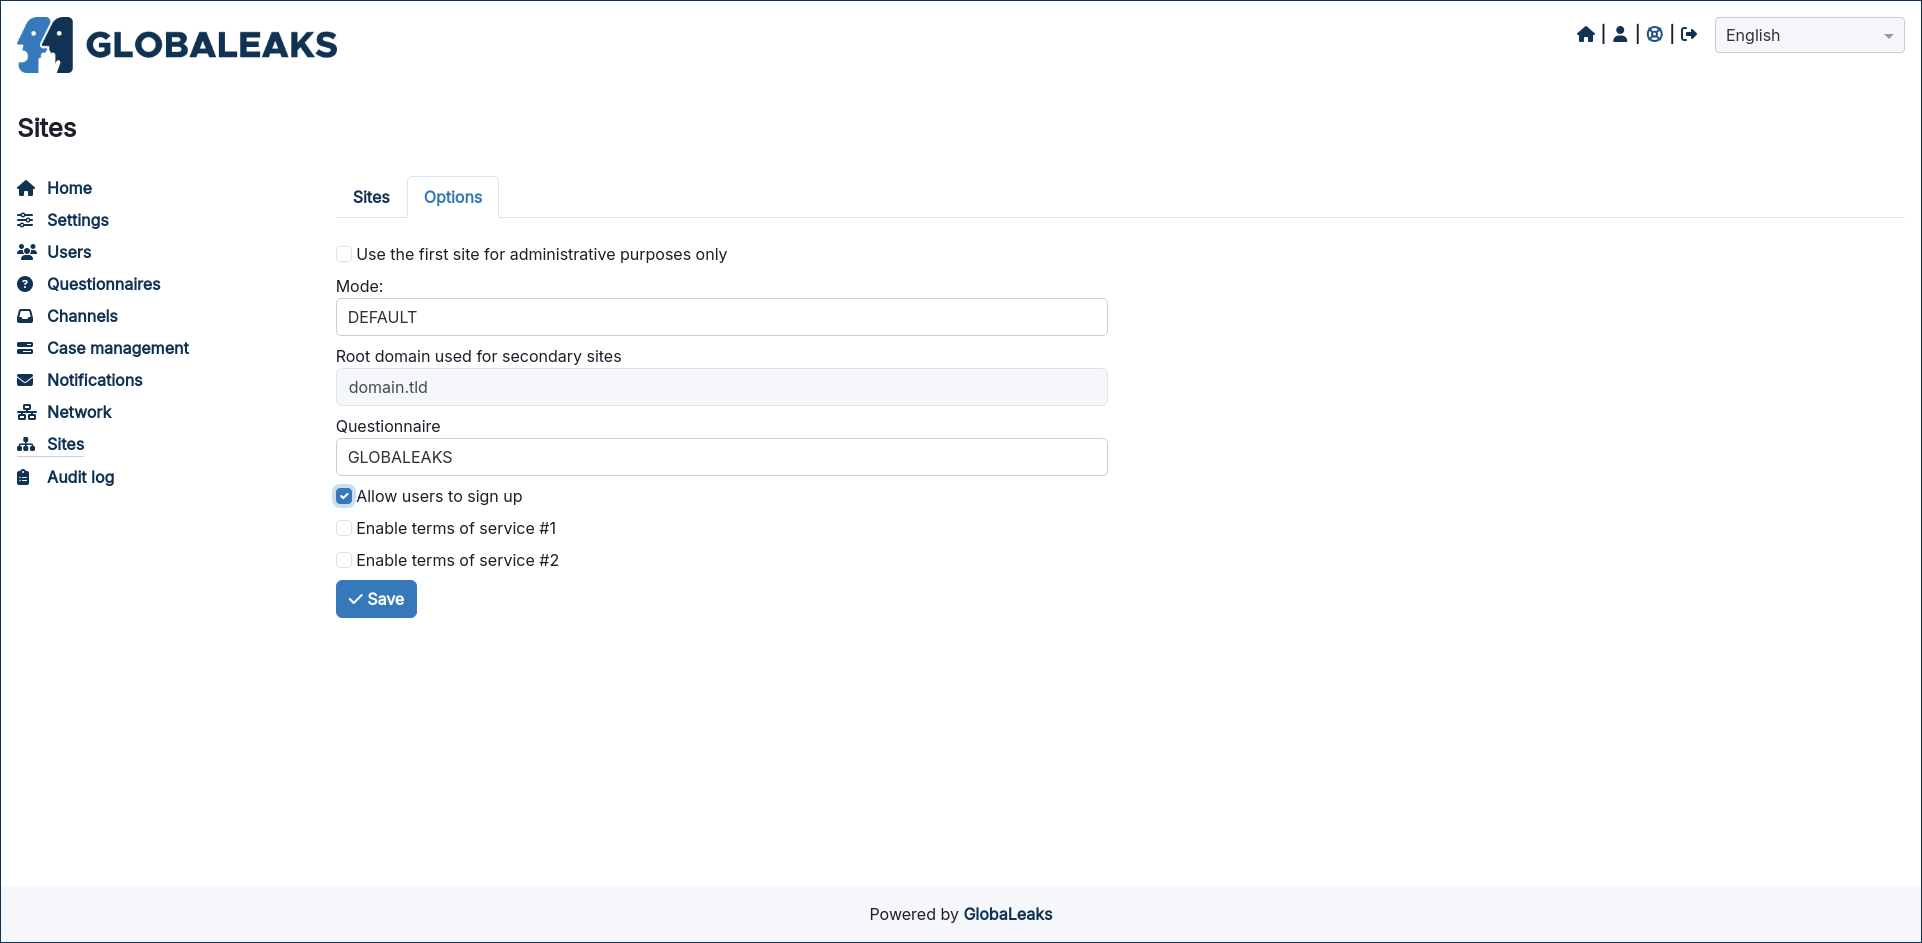 GLOBALEAKS
English
Sites
Home
Settings
Users
Questionnaires
Channels
Case management
Notifications
Network
Sites
Audit log
Sites
Options
Use the first site for administrative purposes only
Mode:
DEFAULT
Root domain used for secondary sites
domain.tld
Questionnaire
GLOBALEAKS
Allow users to sign up
Enable terms of service #1
Enable terms of service #2
Save
Powered by GlobaLeaks